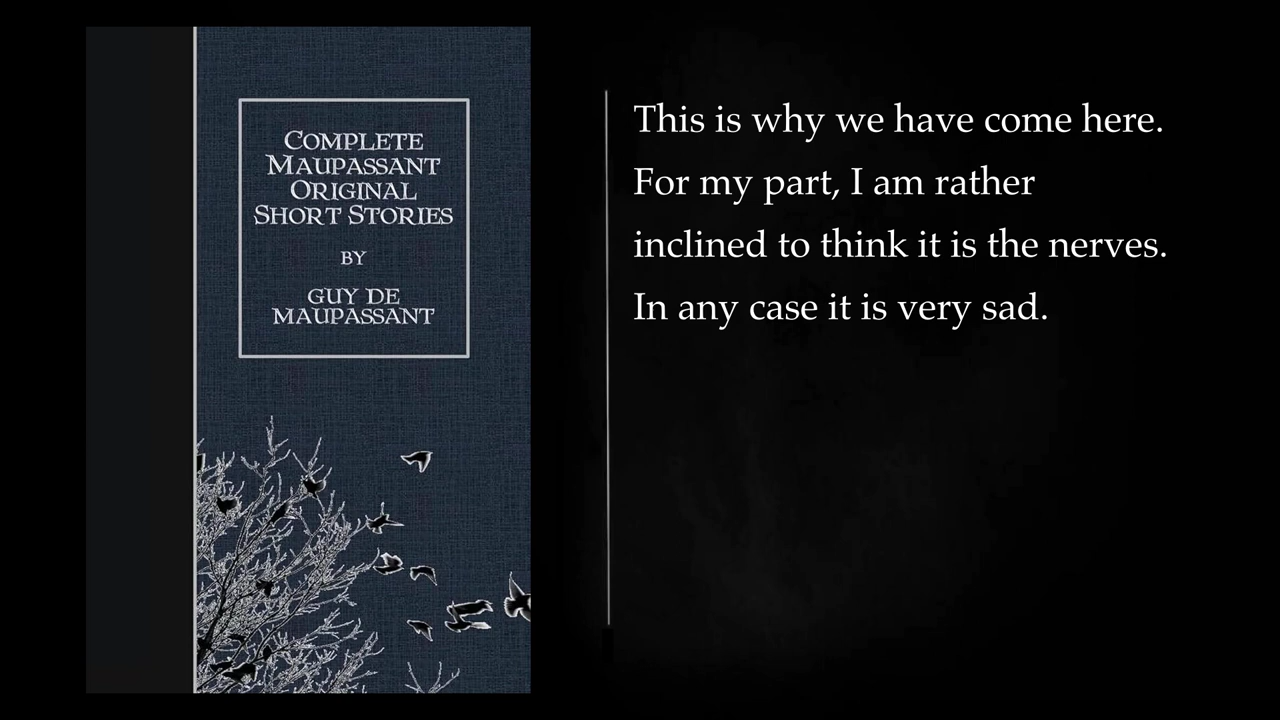 COMPLETE
MAUPASSANT
ORIGINAL
SHORT STORIES
BY
GUY DE
MAUPASSANT
This is why we have come here.
For my part, I am rather
inclined to think it is the nerves.
In any case it is very sad.